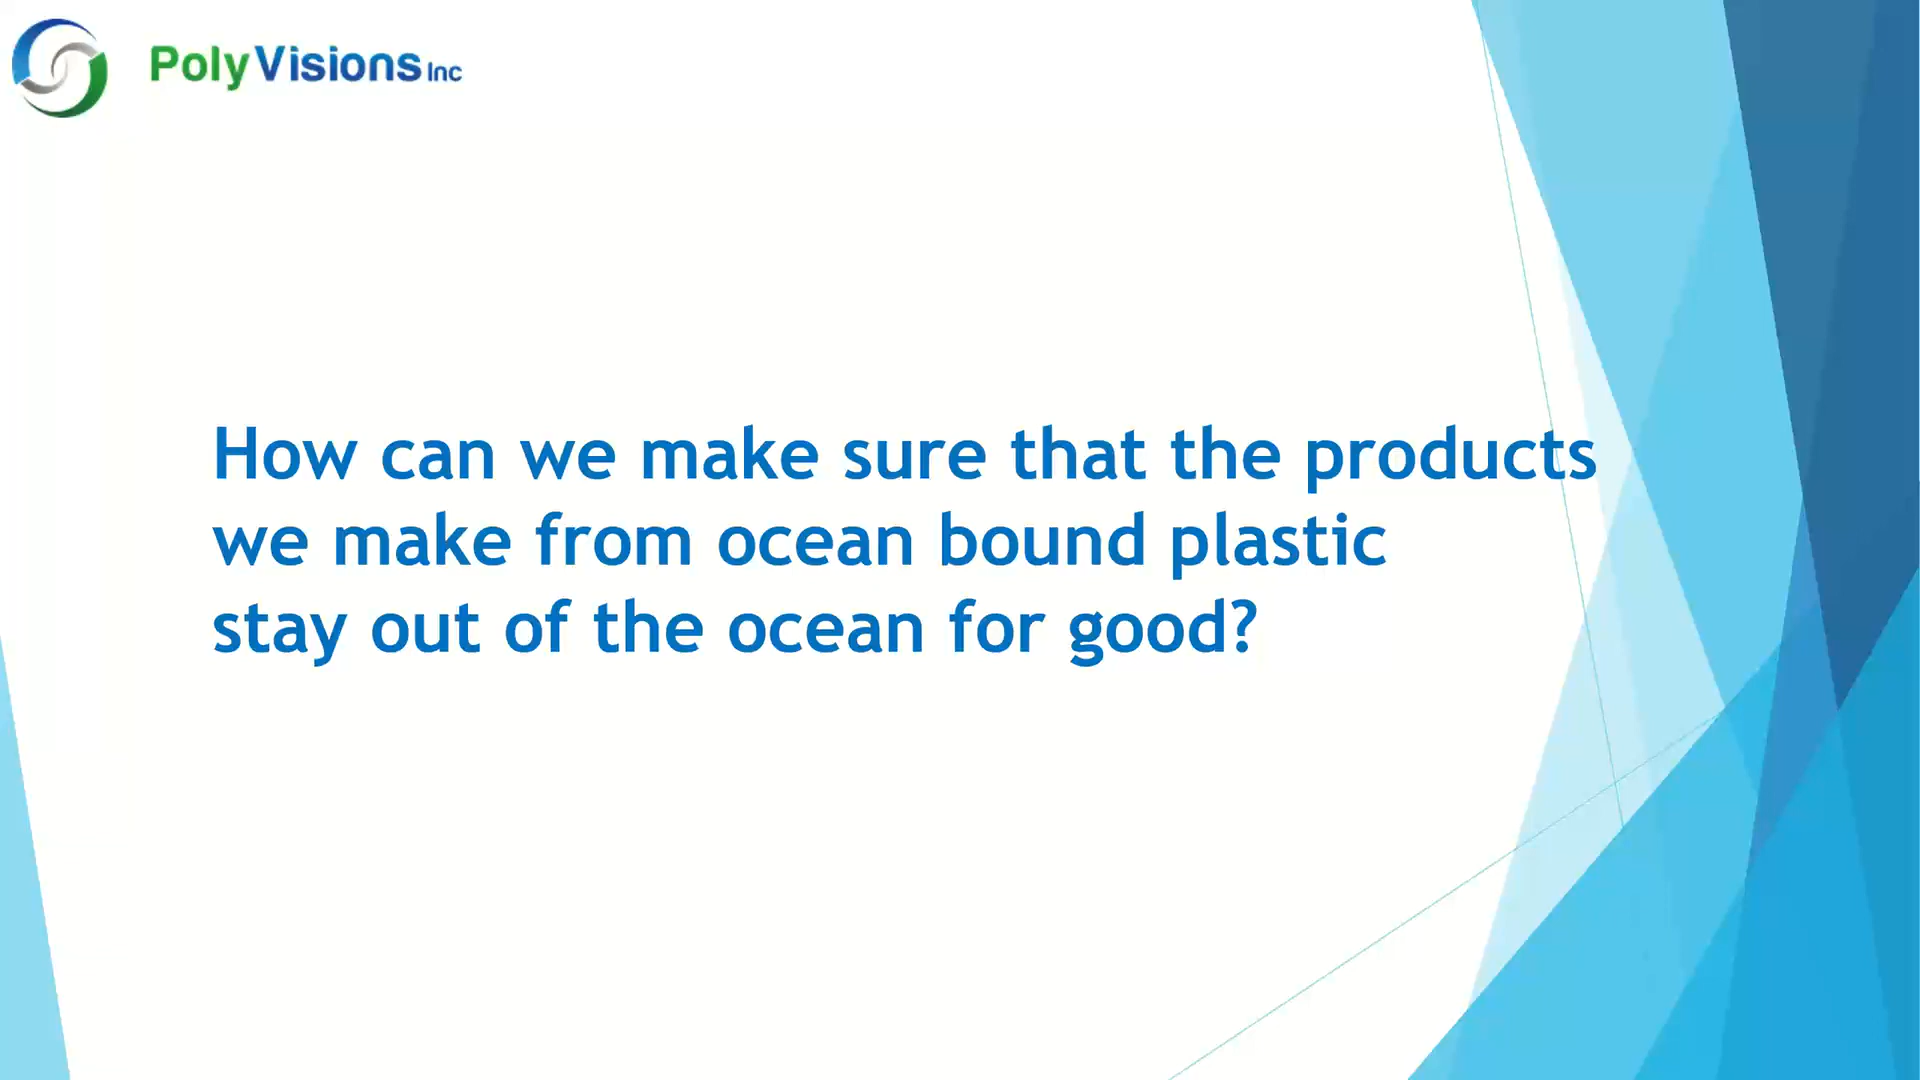 PolyVisions Inc
How can we make sure that the products
we make from ocean bound plastic
stay out of the ocean for good?